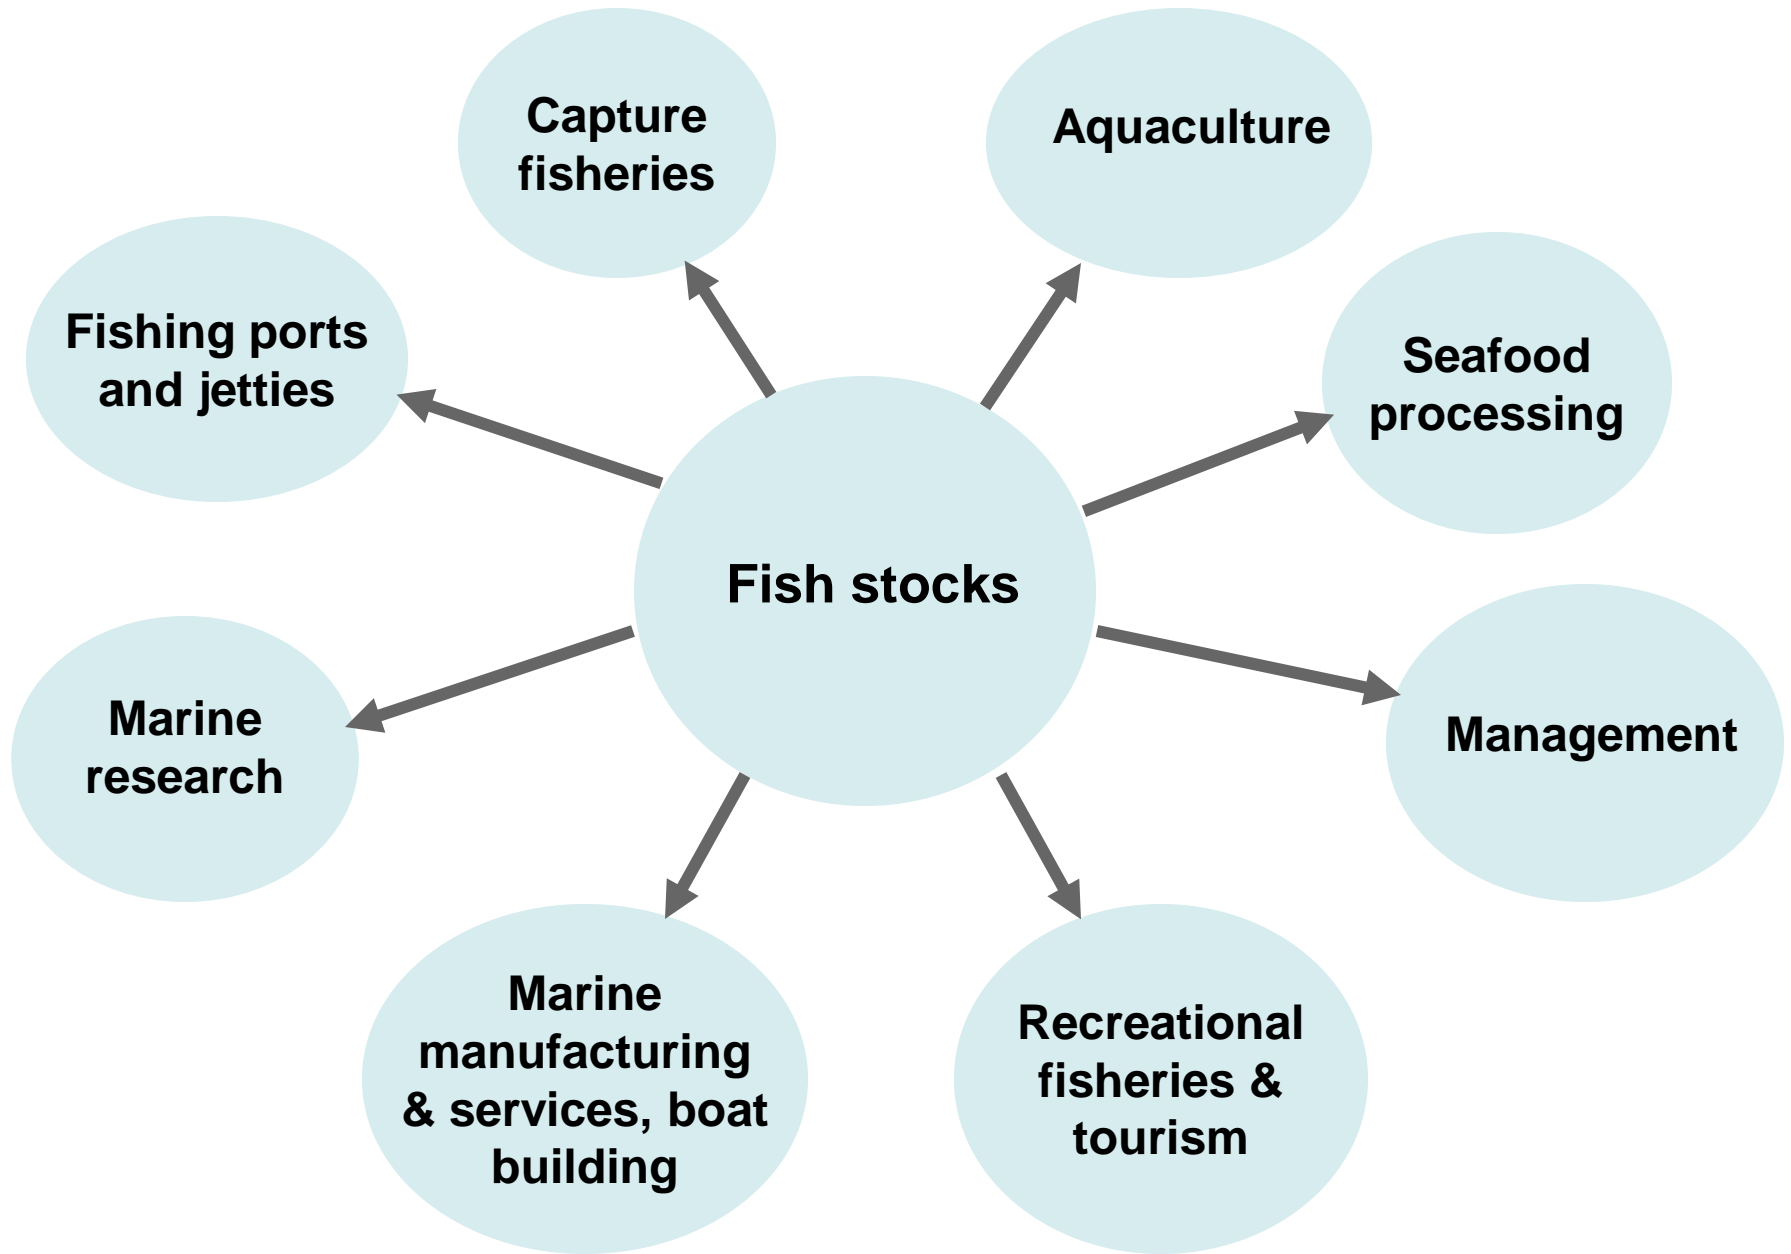 Capture
fisheries
Aquaculture
Fishing ports
and jetties
Seafood
processing
Fish stocks
Marine
research
Management
Marine
manufacturing
& services, boat
building
Recreational
fisheries &
tourism